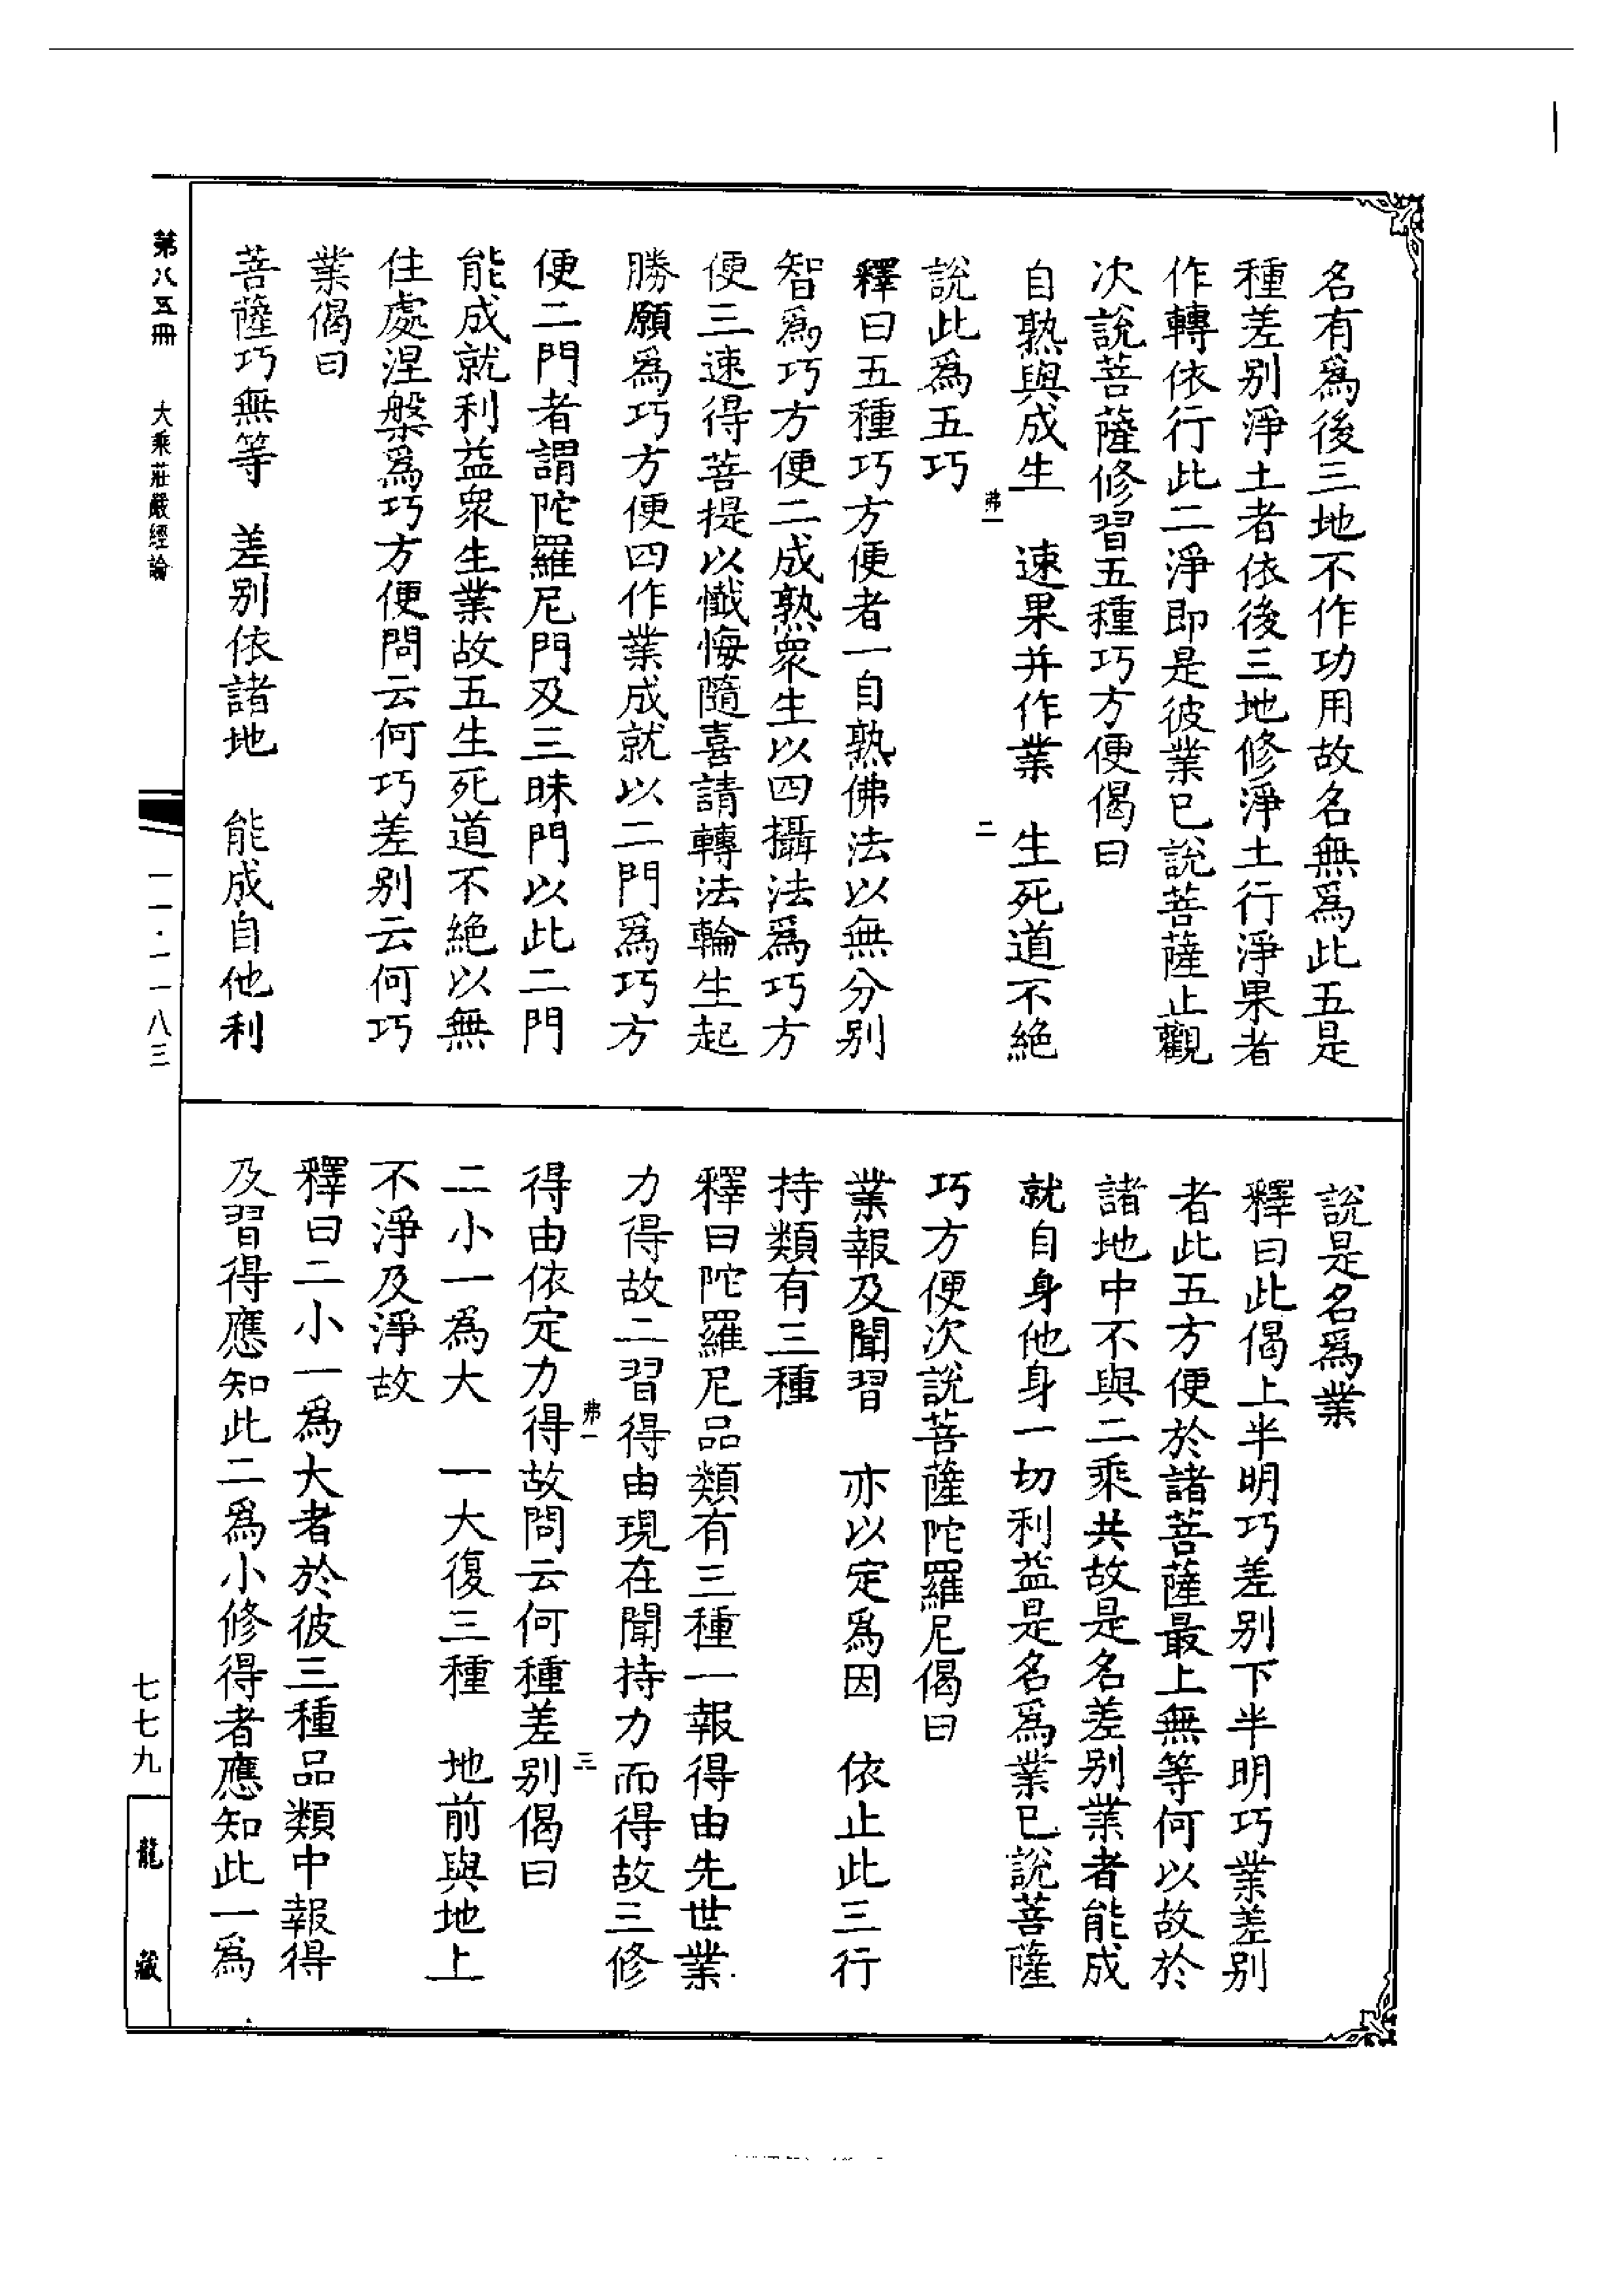 名有為後三地不作功用故名無為此五是
種差別淨土者依後三地修淨土行淨果者
作轉依行此二淨即是彼業已說菩薩止觀
次說菩薩修習五種巧方便偈曰
自熟與成生　速果并作業　生死道不絕
弗一
二
說此為五巧
釋曰五種巧方便者一自熟佛法以無分別
智為巧方便二成熟衆生以四攝法為巧方
便三速得菩提以懺悔隨喜請轉法輪生起
勝願為巧方便四作業成就以二門為巧方
便二門者謂陀羅尼門及三昧門以此二門
能成就利益衆生業故五生死道不絕以無
住處涅槃為巧方便問云何巧差別云何巧
業偈曰
菩薩巧無等　差別依諸地　能成自他利
說是名為業
釋曰此偈上半明巧差別下半明巧業差別
者此五方便於諸菩薩最上無等何以故於
諸地中不與二乘共故是名差別業者能成
就自身他身一切利益是名為業已說菩薩
巧方便次說菩薩陀羅尼偈曰
業報及聞習　亦以定為因　依止此三行
持類有三種
釋曰陀羅尼品類有三種一報得由先世業
力得故二習得由現在聞持力而得故三修
弗一
三
得由依定力得故問云何種差別偈曰
二小一為大　一大復三種　地前與地上
不淨及淨故
釋曰二小一為大者於彼三種品類中報得
及習得應知此二為小修得者應知此一為
第八五冊　大乘莊嚴經論
一一·一一八三
七七九
龍藏